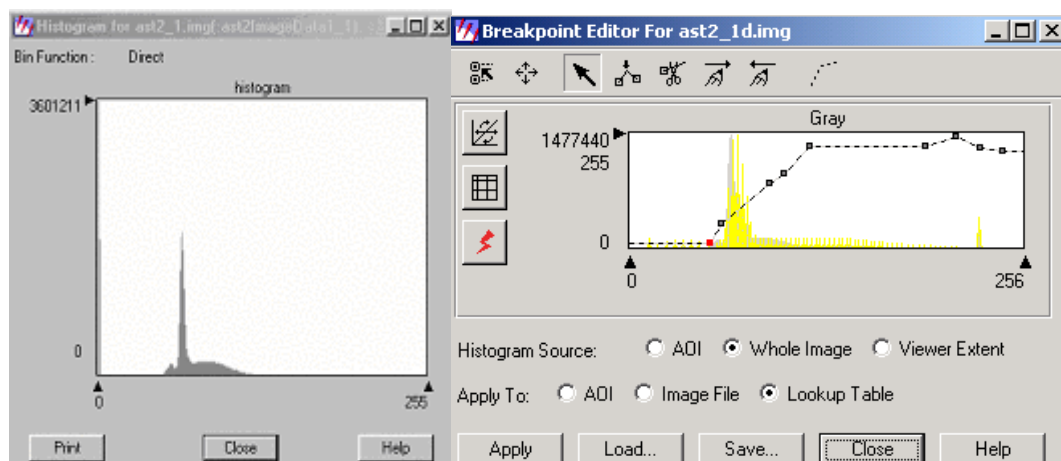 Histogram for ast2_1.img(:ast2ImageData1_1)
Bin Function : Direct
histogram
3601211
0
0 255
Print Close Help
Breakpoint Editor For ast2_1d.img
Gray
1477440
255
0
0 256
Histogram Source: AOI Whole Image Viewer Extent
Apply To: AOI Image File Lookup Table
Apply Load... Save... Close Help